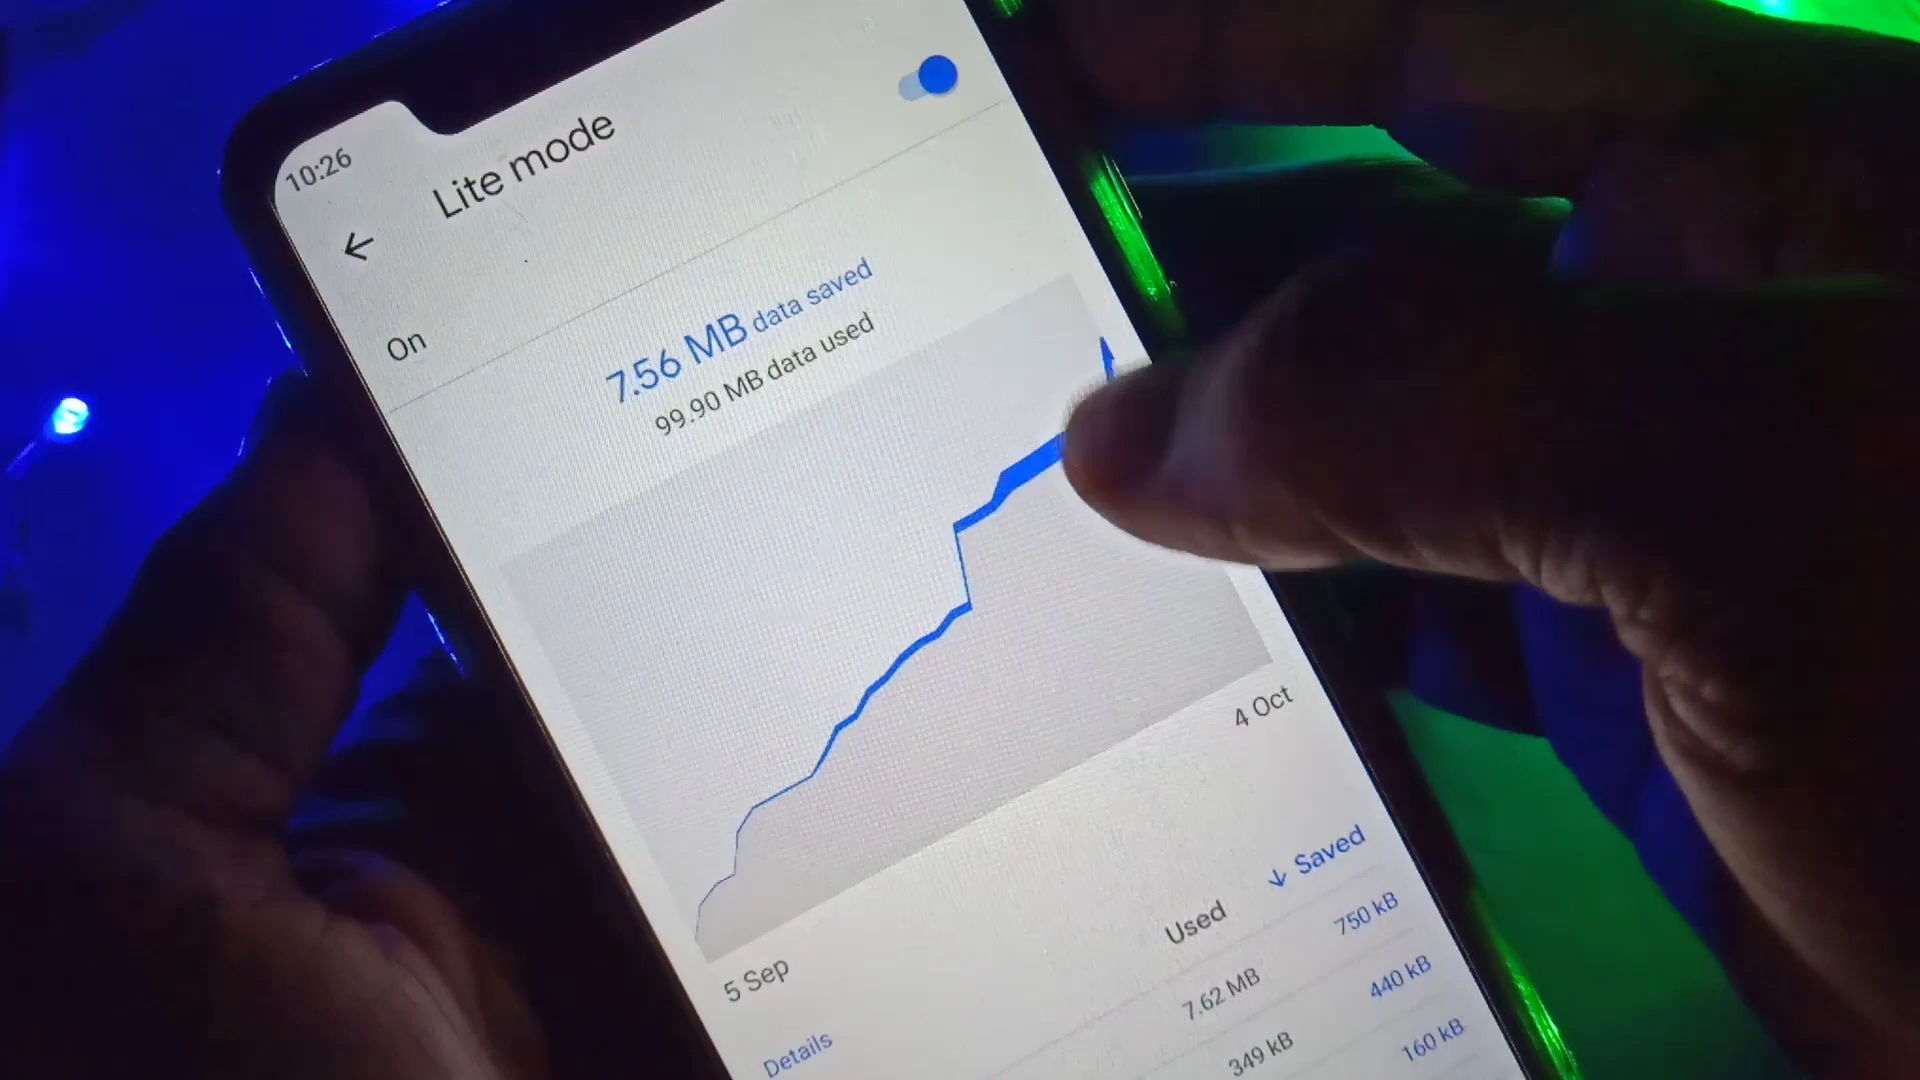 10:26
Lite mode
On
7.56 MB data saved
99.90 MB data used
5 Sep
4 Oct
Details
Used
Saved
7.62 MB
750 kB
349 kB
440 kB
160 kB